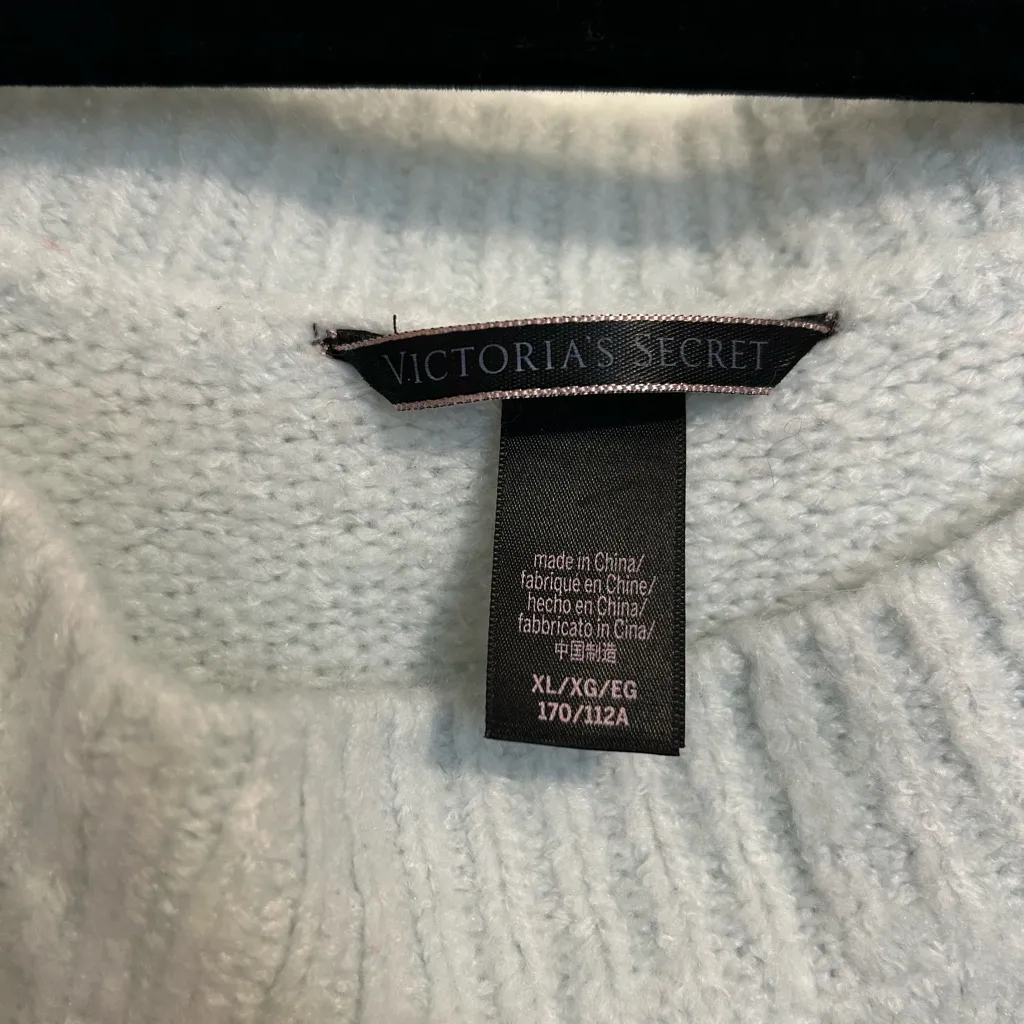 VICTORIA'S SECRET
made in China/
fabriqué en Chine/
hecho en China/
fabbricato in Cina/
中国制造
XL/XG/EG
170/112A